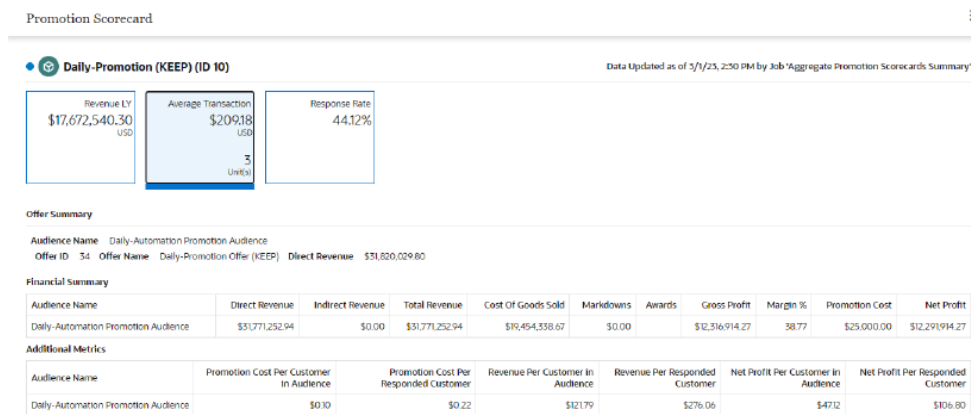 Promotion Scorecard
Daily-Promotion (KEEP) (ID 10) Data Updated as of 3/1/23, 2:30 PM by Job 'Aggregate Promotion Scorecards Summary'
Revenue LY Average Transaction Response Rate
$17,672,540.30 $209.18 44.12%
USD USD
3
Unit(s)
Offer Summary
Audience Name Daily-Automation Promotion Audience
Offer ID 34 Offer Name Daily-Promotion Offer (KEEP) Direct Revenue $31,820,029.80
Financial Summary
Audience Name Direct Revenue Indirect Revenue Total Revenue Cost Of Goods Sold Markdowns Awards Gross Profit Margin % Promotion Cost Net Profit
Daily-Automation Promotion Audience $31,771,252.94 $0.00 $31,771,252.94 $19,454,338.67 $0.00 $12,316,914.27 38.77 $25,000.00 $12,291,914.27
Additional Metrics
Audience Name Promotion Cost Per Customer in Audience Promotion Cost Per Responded Customer Revenue Per Customer in Audience Revenue Per Responded Customer Net Profit Per Customer in Audience Net Profit Per Responded Customer
Daily-Automation Promotion Audience $0.10 $0.22 $121.79 $276.06 $47.12 $106.80